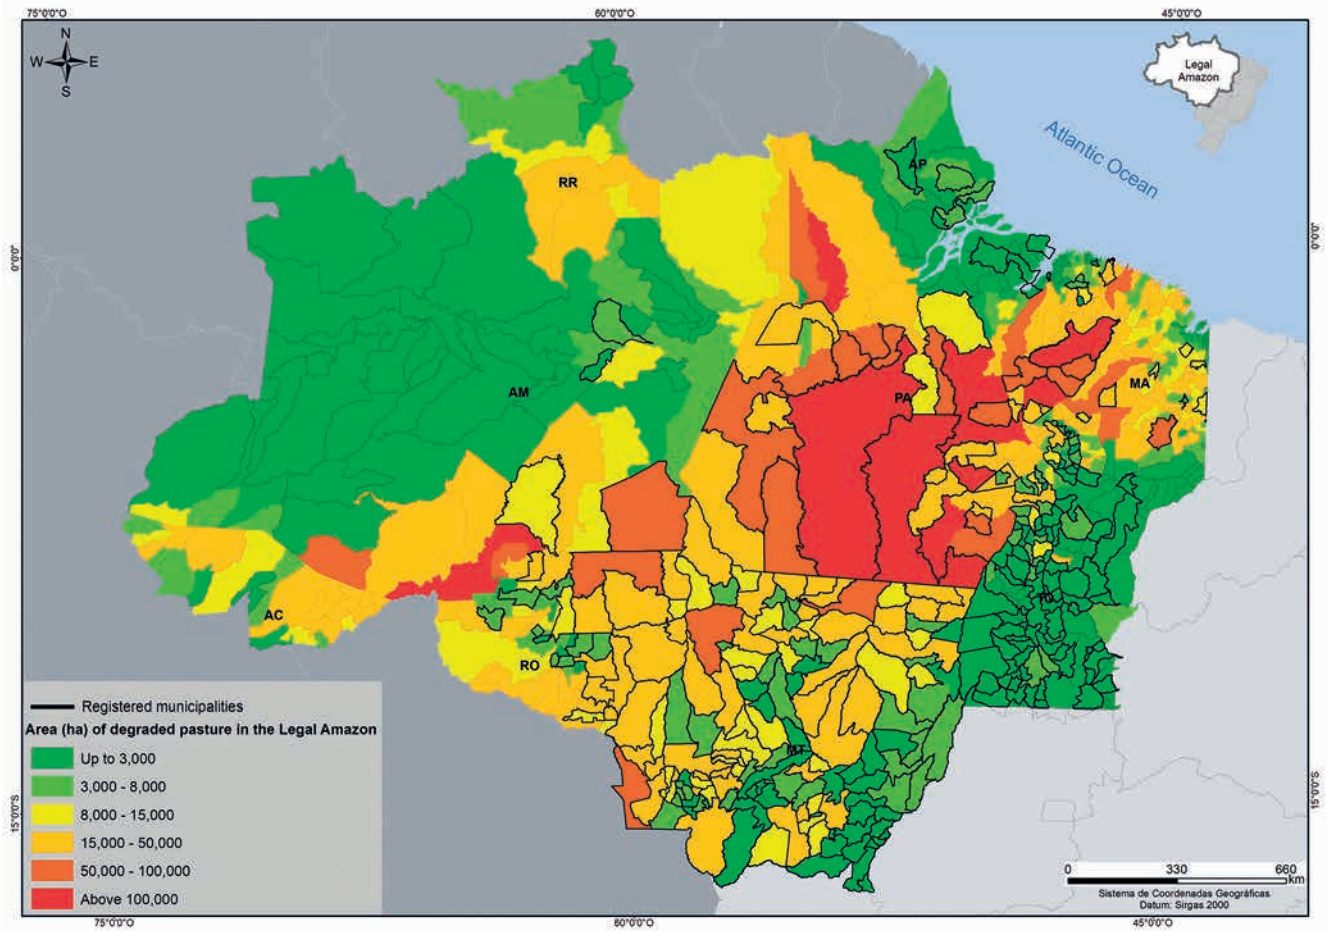 75°0'0"O
60°0'0"O
45°0'0"O
N
W E
S
Legal
Amazon
Atlantic Ocean
AP
RR
0°0'0"
0°0'0"
AM
PA
MA
AC
TO
RO
MT
Registered municipalities
Area (ha) of degraded pasture in the Legal Amazon
Up to 3,000
3,000 - 8,000
8,000 - 15,000
15,000 - 50,000
50,000 - 100,000
Above 100,000
15°0'0"S
15°0'0"S
0 330 660
km
Sistema de Coordenadas Geográficas
Datum: Sirgas 2000
75°0'0"O
60°0'0"O
45°0'0"O